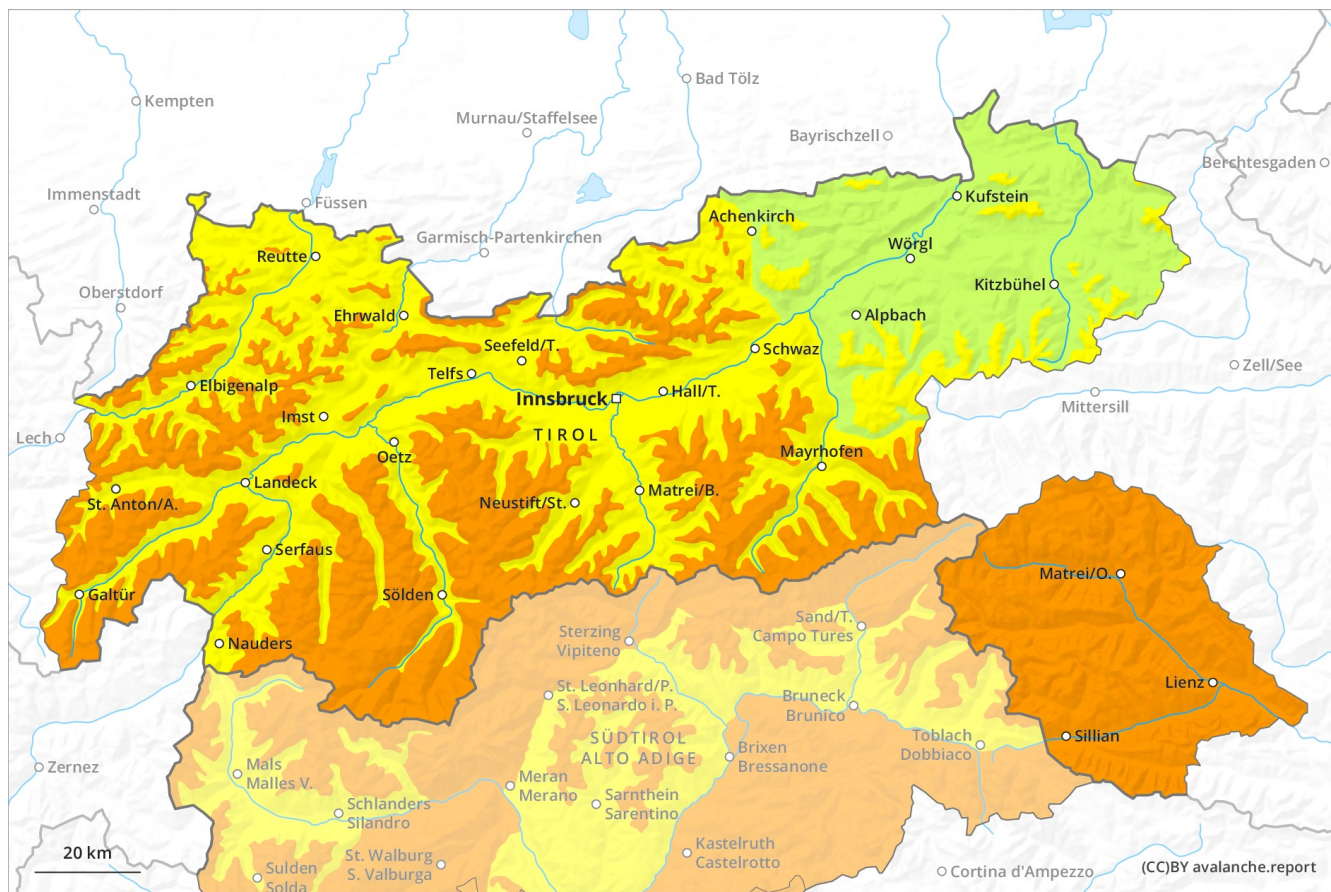 Bad Tölz
Kempten
Murnau/Staffelsee
Bayrischzell
Berchtesgaden
Immenstadt
Füssen
Kufstein
Achenkirch
Garmisch-Partenkirchen
Wörgl
Reutte
Kitzbühel
Oberstdorf
Ehrwald
Alpbach
Seefeld/T.
Schwaz
Zell/See
Telfs
Elbigenalp
Innsbruck
Hall/T.
Mittersill
Imst
Lech
TIROL
Oetz
Mayrhofen
Landeck
St. Anton/A.
Neustift/St.
Matrei/B.
Serfaus
Matrei/O.
Galtür
Sölden
Sand/T.
Campo Tures
Sterzing
Vipiteno
Nauders
Lienz
St. Leonhard/P.
S. Leonardo i. P.
Bruneck
Brunico
Sillian
SÜDTIROL
ALTO ADIGE
Toblach
Dobbiaco
Brixen
Bressanone
Zernez
Mals
Malles V.
Meran
Merano
Sarnthein
Sarentino
Schlanders
Silandro
Kastelruth
Castelrotto
20 km
St. Walburg
S. Valburga
Sulden
Solda
Cortina d'Ampezzo
(CC)BY avalanche.report